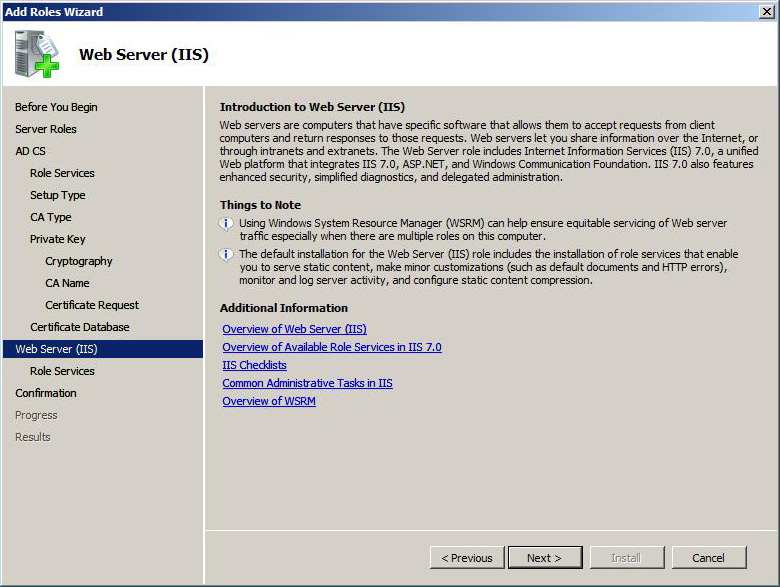 Add Roles Wizard
Web Server (IIS)
Before You Begin
Server Roles
AD CS
Role Services
Setup Type
CA Type
Private Key
Cryptography
CA Name
Certificate Request
Certificate Database
Web Server (IIS)
Role Services
Confirmation
Progress
Results
Introduction to Web Server (IIS)
Web servers are computers that have specific software that allows them to accept requests from client
computers and return responses to those requests. Web servers let you share information over the Internet, or
through intranets and extranets. The Web Server role includes Internet Information Services (IIS) 7.0, a unified
Web platform that integrates IIS 7.0, ASP.NET, and Windows Communication Foundation. IIS 7.0 also features
enhanced security, simplified diagnostics, and delegated administration.
Things to Note
Using Windows System Resource Manager (WSRM) can help ensure equitable servicing of Web server
traffic especially when there are multiple roles on this computer.
The default installation for the Web Server (IIS) role includes the installation of role services that enable
you to serve static content, make minor customizations (such as default documents and HTTP errors),
monitor and log server activity, and configure static content compression.
Additional Information
Overview of Web Server (IIS)
Overview of Available Role Services in IIS 7.0
IIS Checklists
Common Administrative Tasks in IIS
Overview of WSRM
< Previous
Next >
Install
Cancel